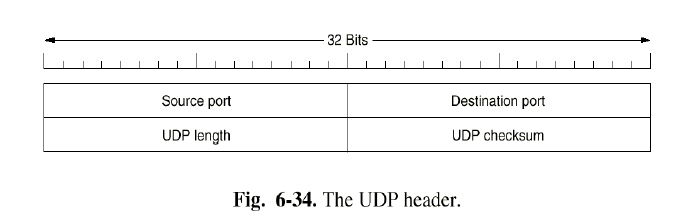 32 Bits
Source port Destination port
UDP length UDP checksum
Fig. 6-34. The UDP header.